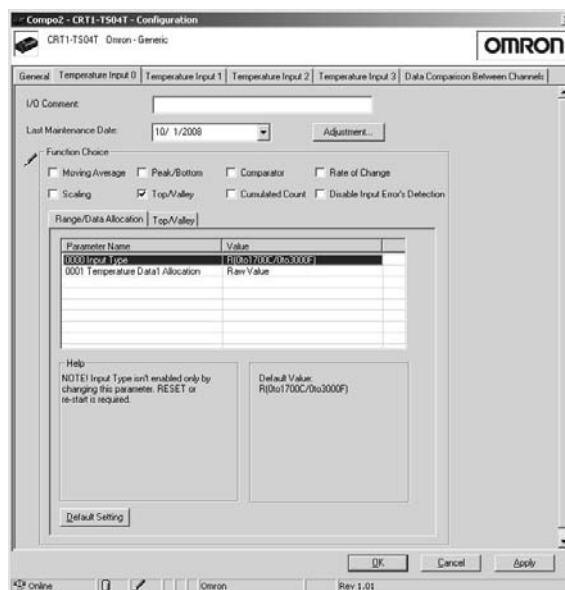 Compo2 - CRT1-TS04T - Configuration
CRT1-TS04T Omron - Generic
OMRON
General
Temperature Input 0
Temperature Input 1
Temperature Input 2
Temperature Input 3
Data Comparison Between Channels
I/O Comment:
Last Maintenance Date:
10/ 1/2008
Adjustment...
Function Choice
Moving Average
Peak/Bottom
Comparator
Rate of Change
Scaling
Top/Valley
Cumulated Count
Disable Input Error's Detection
Range/Data Allocation
Top/Valley
Parameter Name Value
0000 Input Type R(0to1700C/0to3000F)
0001 Temperature Data1 Allocation Raw Value
Help
NOTE! Input Type isn't enabled only by
changing this parameter. RESET or
re-start is required.
Default Value:
R(0to1700C/0to3000F)
Default Setting
OK
Cancel
Apply
Online
Omron
Rev 1.01